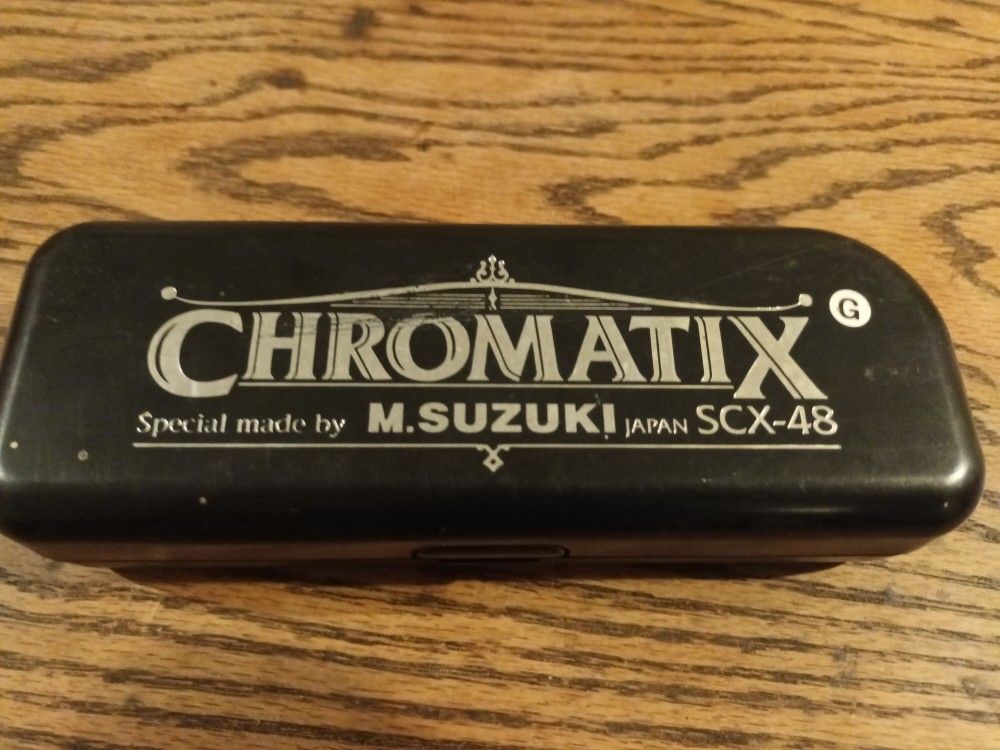 G
CHROMATIX
Special made by M.SUZUKI JAPAN SCX-48